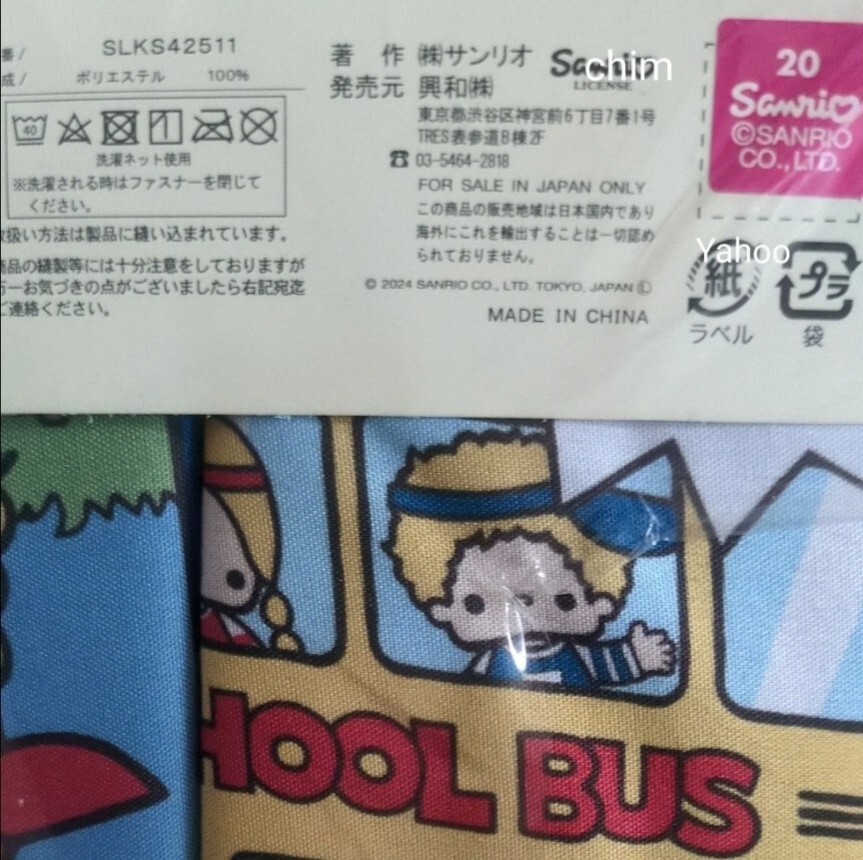 番/ SLKS42511
成/ ポリエステル 100%
40
洗濯ネット使用
※洗濯される時はファスナーを閉じて
ください。
取扱い方法は製品に縫い込まれています。
商品の縫製等には十分注意をしておりますが
万一お気づきの点がございましたら右記宛迄
ご連絡ください。
著作 ㈱サンリオ
発売元 興和㈱
Sanrio
LICENSE
chim
東京都渋谷区神宮前6丁目7番1号
TRES表参道B棟2F
☎ 03-5464-2818
FOR SALE IN JAPAN ONLY
この商品の販売地域は日本国内であり
海外にこれを輸出することは一切認め
られておりません。
© 2024 SANRIO CO., LTD. TOKYO, JAPAN Ⓛ
MADE IN CHINA
20
Sanrio
©SANRIO
CO., LTD.
Yahoo
紙
ラベル
プラ
袋
HOOL BUS